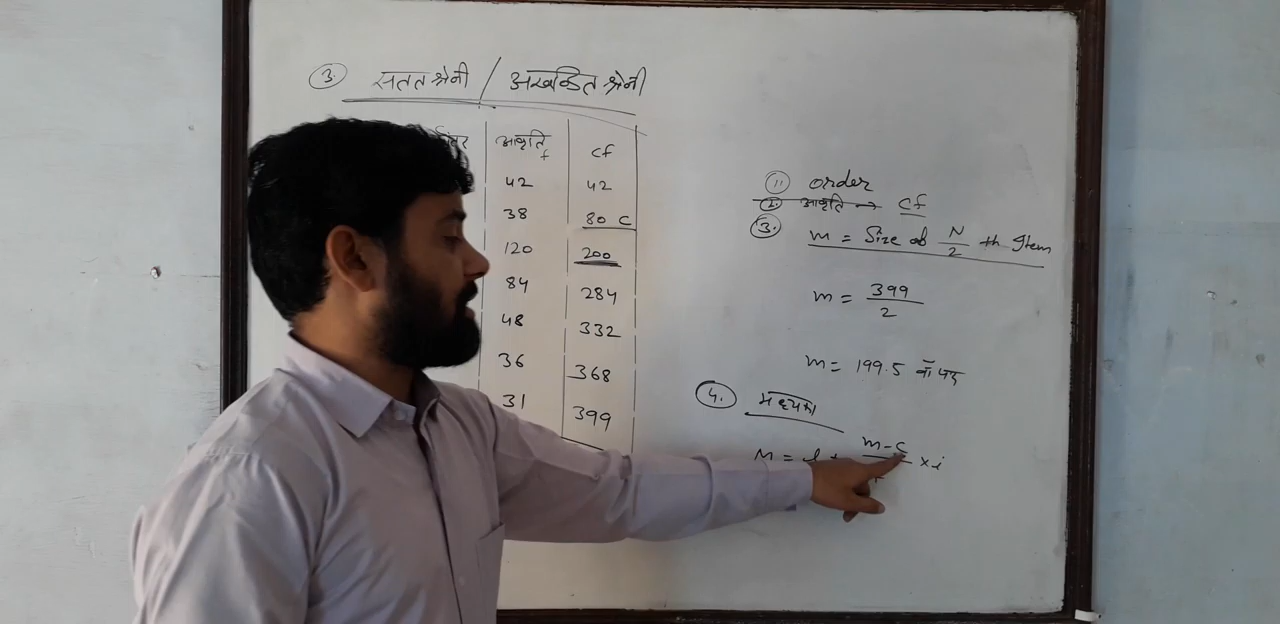 3. सतत श्रेनी / अखण्डित श्रेनी
आवृति f cf
42 42
38 80 C
120 200
84 284
48 332
36 368
31 399
1. order
2. आवृति → cf
3. m = Size of N/2 th Item
m = 399/2
m = 199.5 वाँ पद
4. मध्यका
M = l + m-c/ × i